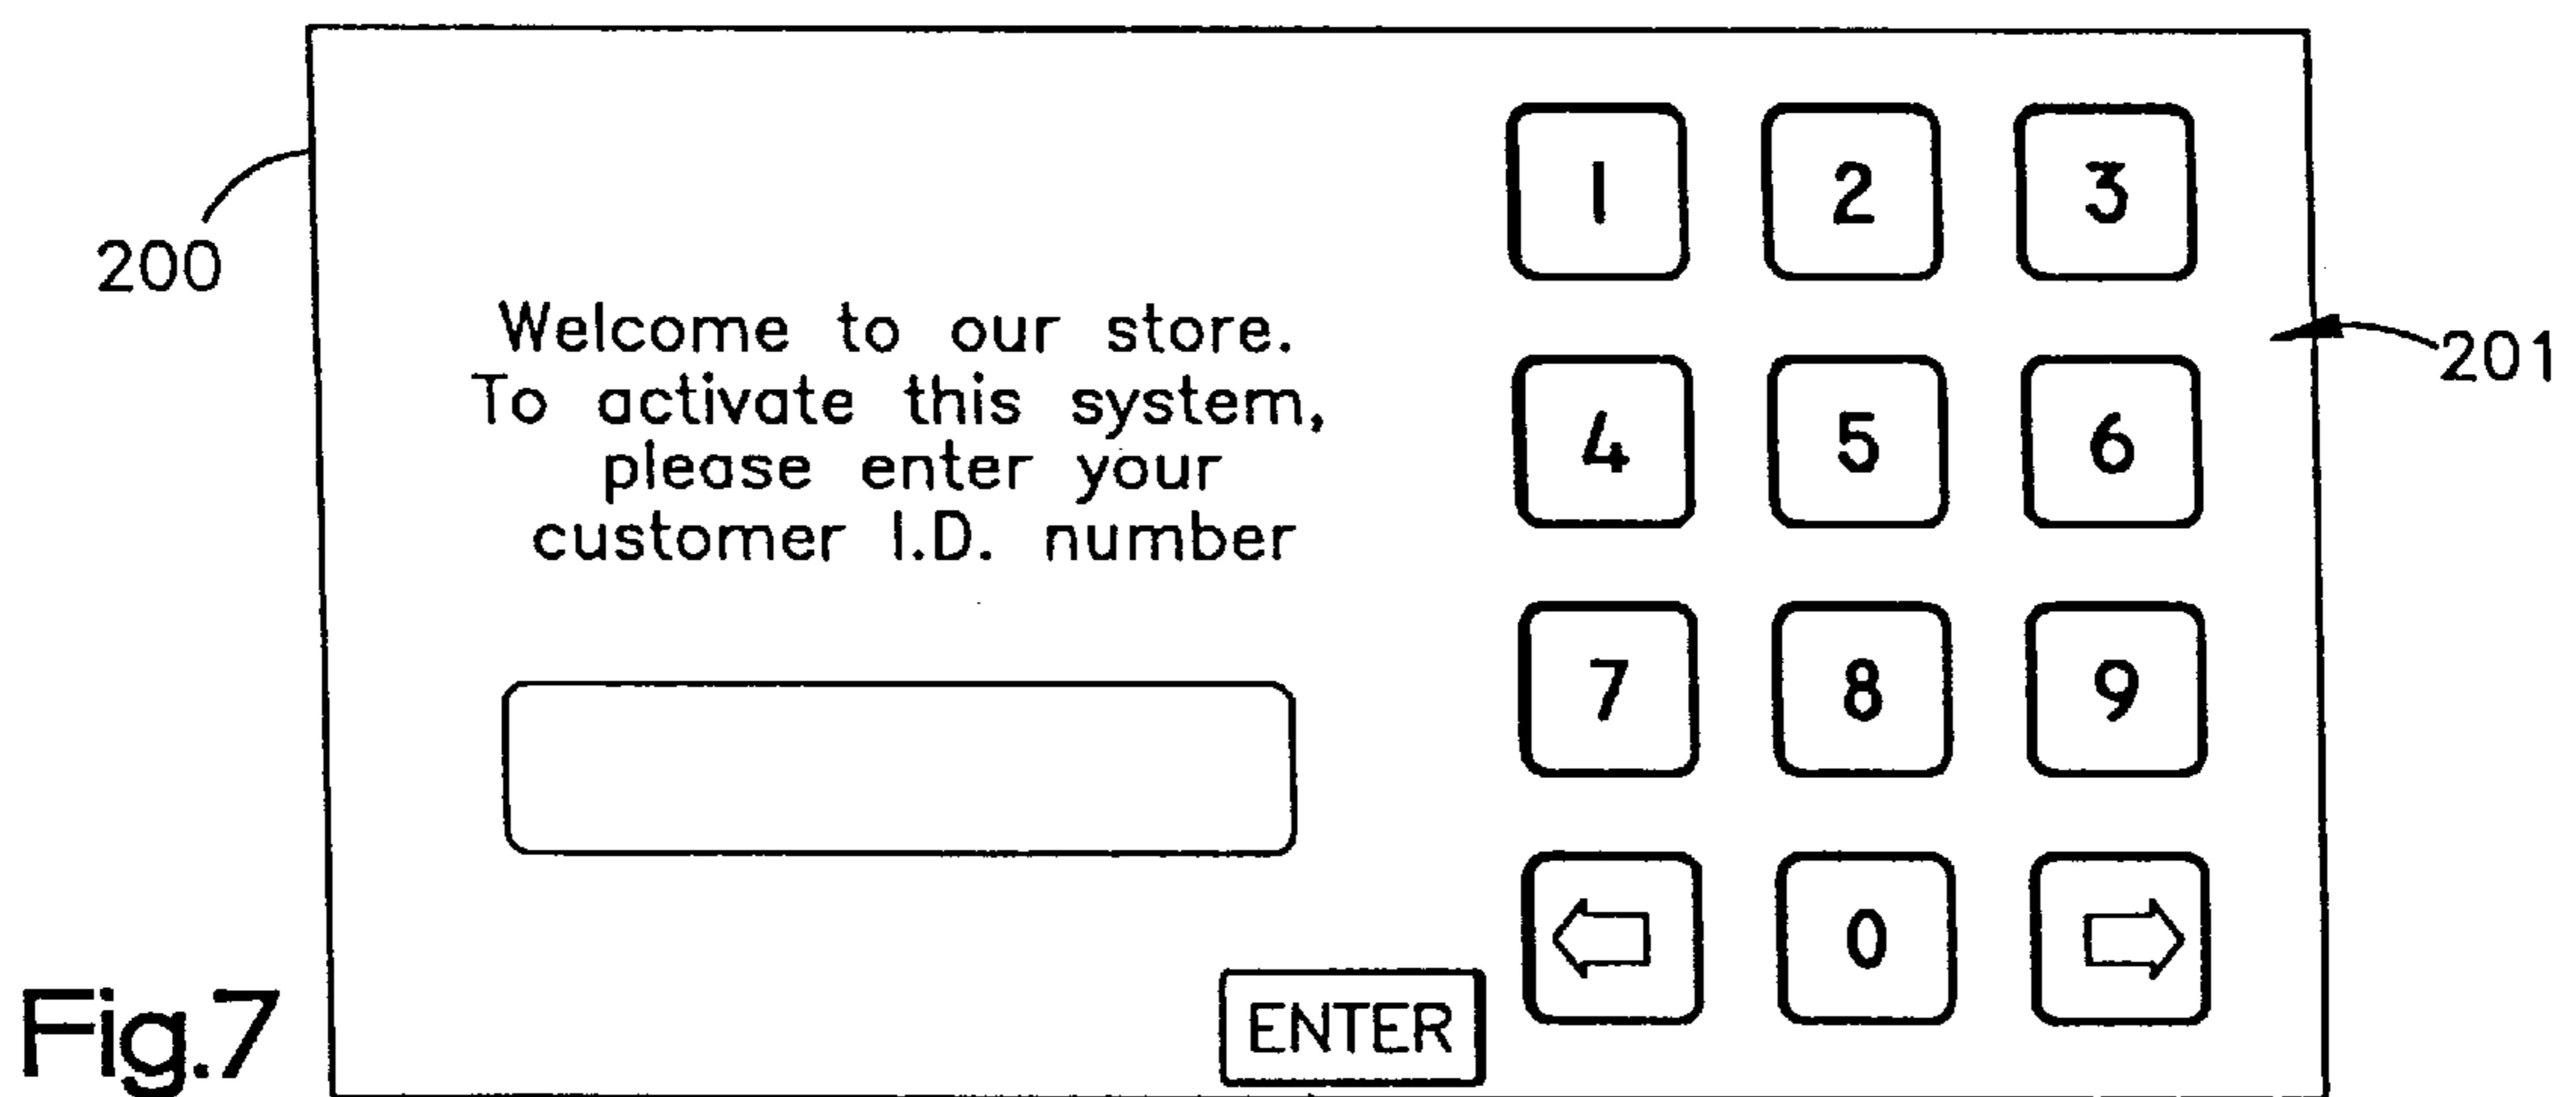 200
Welcome to our store.
To activate this system,
please enter your
customer I.D. number
1 2 3
4 5 6
7 8 9
0
ENTER
201
Fig.7